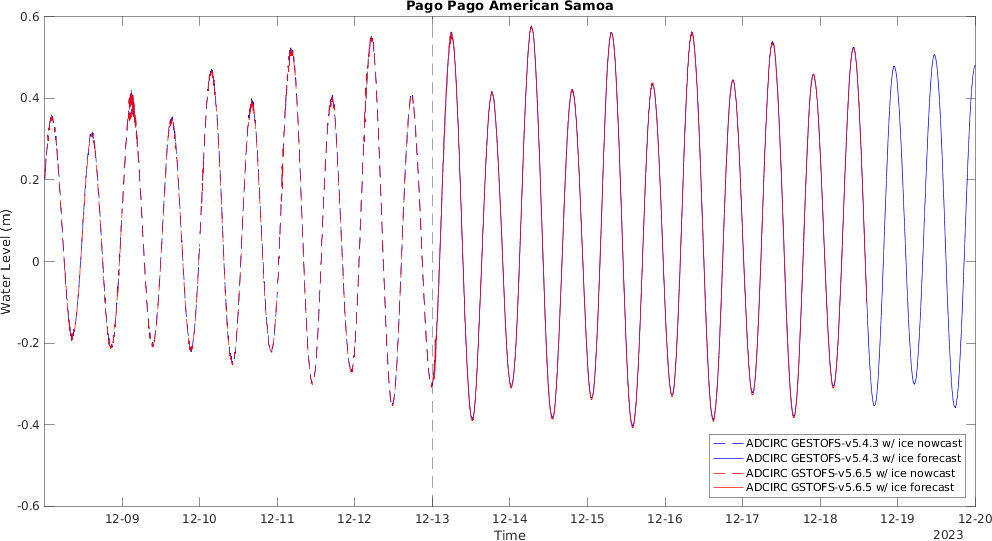 Pago Pago American Samoa
0.6
0.4
0.2
0
-0.2
-0.4
-0.6
Water Level (m)
ADCIRC GESTOFS-v5.4.3 w/ ice nowcast
ADCIRC GESTOFS-v5.4.3 w/ ice forecast
ADCIRC GSTOFS-v5.6.5 w/ ice nowcast
ADCIRC GSTOFS-v5.6.5 w/ ice forecast
12-09 12-10 12-11 12-12 12-13 12-14 12-15 12-16 12-17 12-18 12-19 12-20
Time
2023